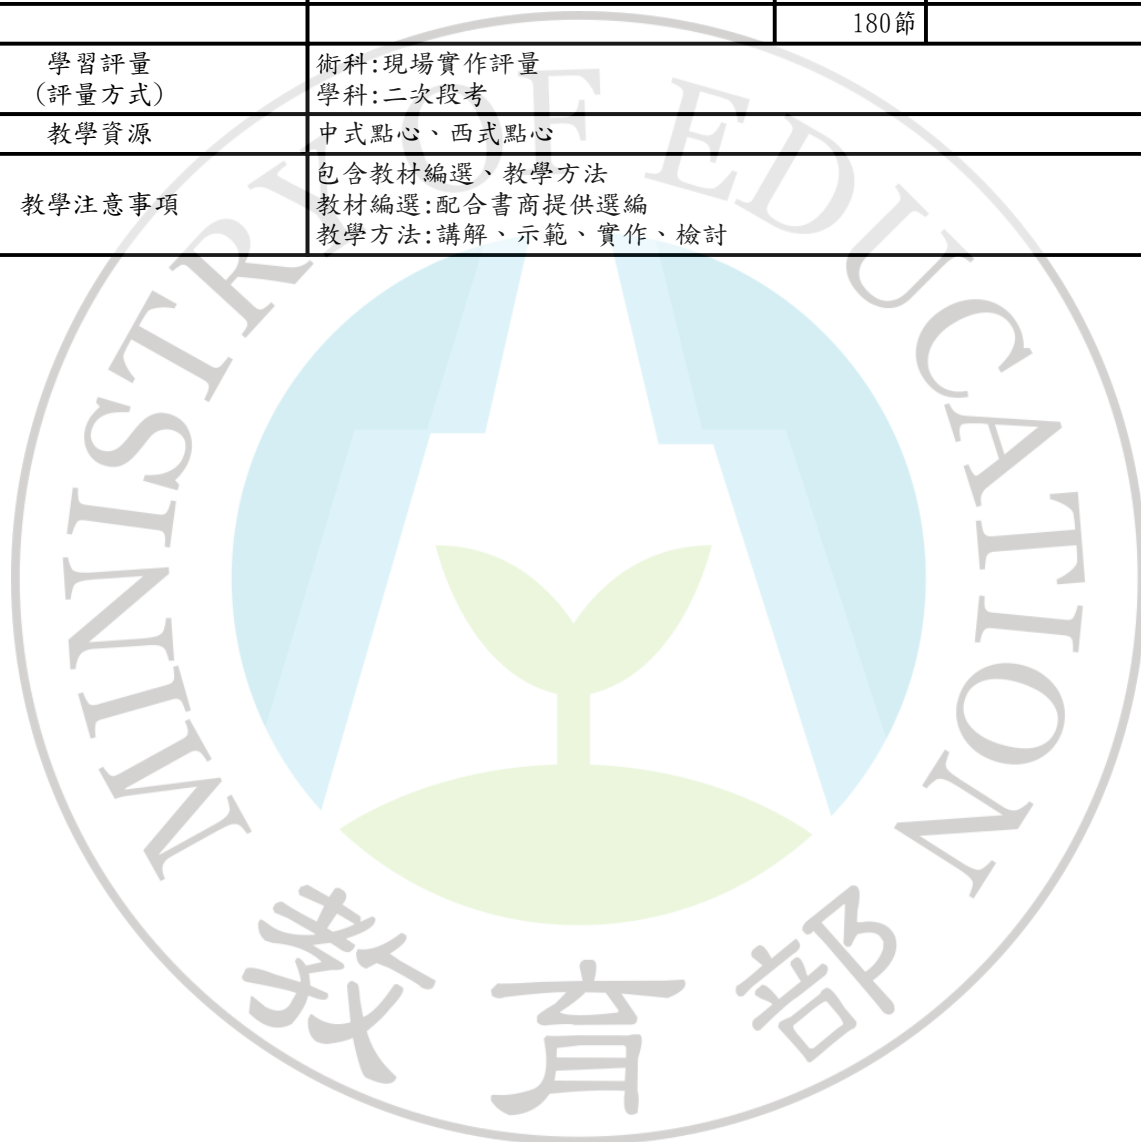 180節
學習評量
(評量方式)
術科:現場實作評量
學科:二次段考
教學資源
中式點心、西式點心
教學注意事項
包含教材編選、教學方法
教材編選:配合書商提供選編
教學方法:講解、示範、實作、檢討
MINISTRY OF EDUCATION
教育部